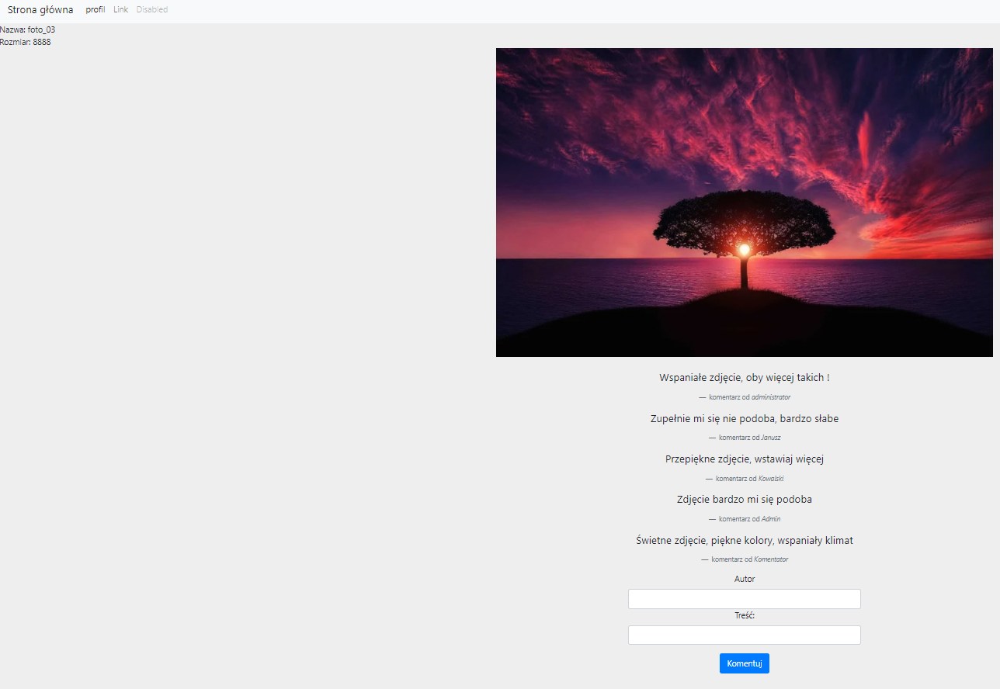 Strona główna profil Link Disabled
Nazwa: foto_03
Rozmiar: 8888
Wspaniałe zdjęcie, oby więcej takich !
— komentarz od administrator
Zupełnie mi się nie podoba, bardzo słabe
— komentarz od Janusz
Przepiękne zdjęcie, wstawiaj więcej
— komentarz od Kowalski
Zdjęcie bardzo mi się podoba
— komentarz od Admin
Świetne zdjęcie, piękne kolory, wspaniały klimat
— komentarz od Komentator
Autor
Treść:
Komentuj